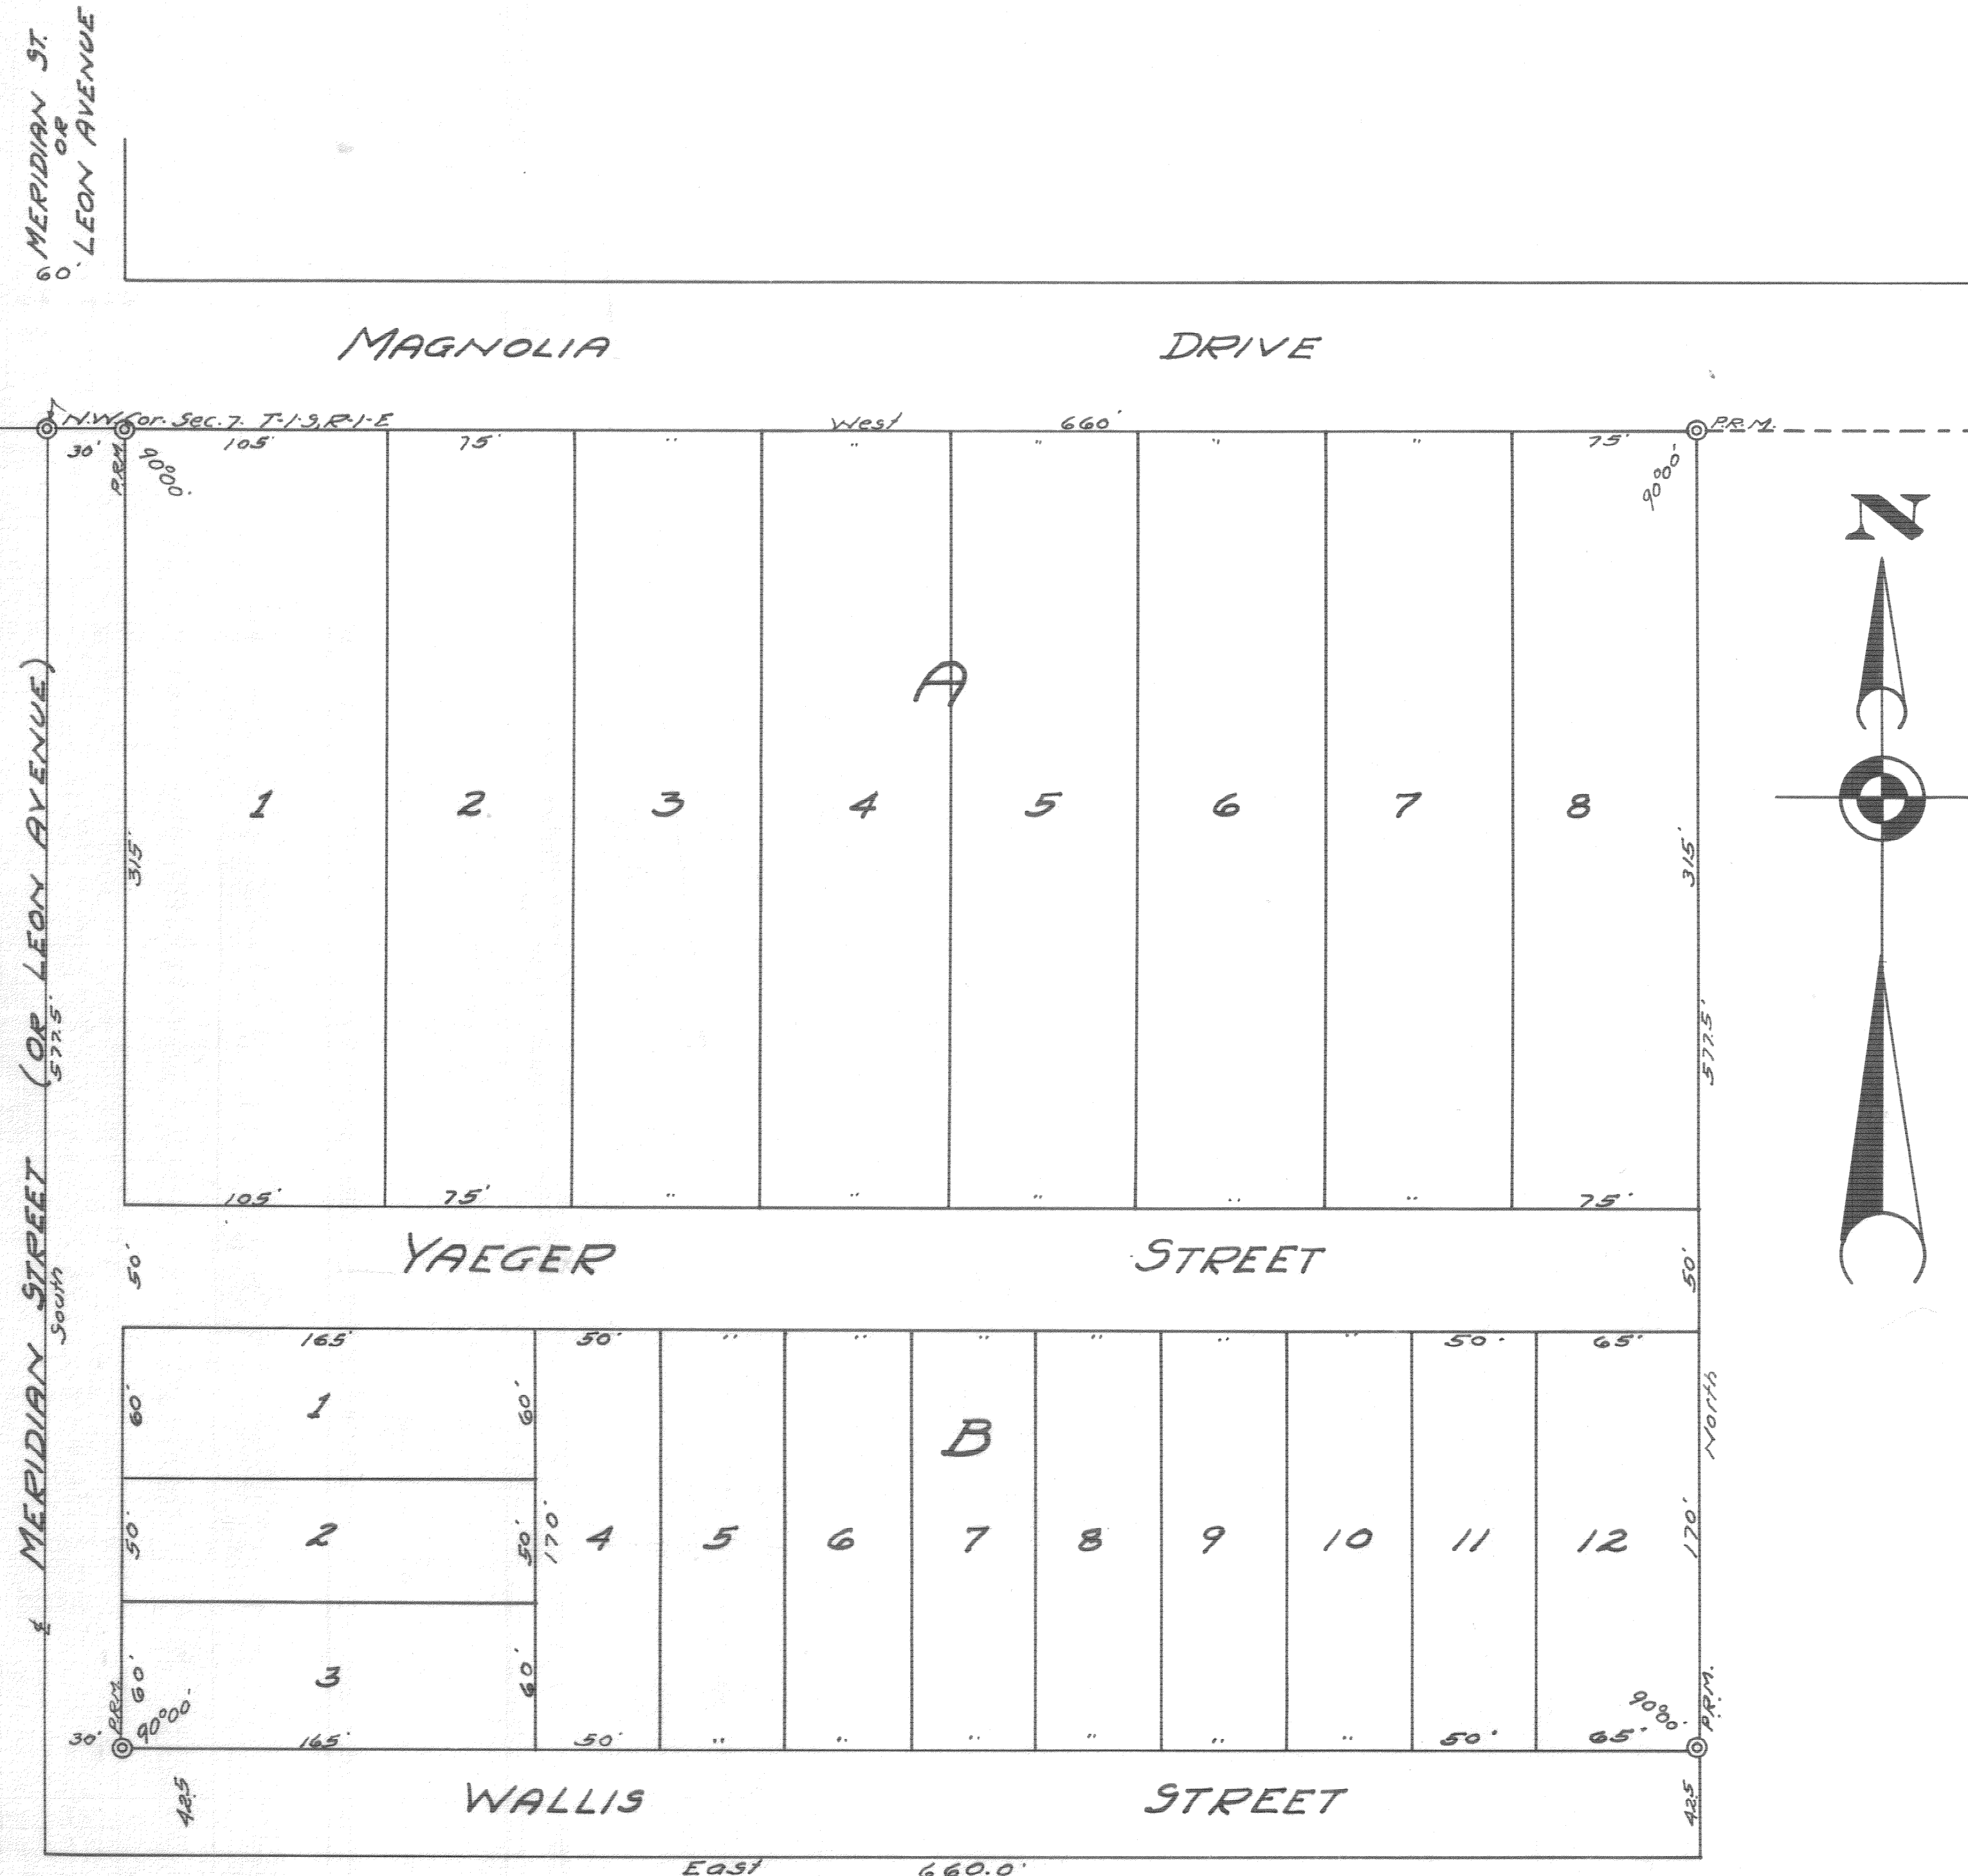 MERIDIAN ST.
OR
LEON AVENUE
60'
MAGNOLIA DRIVE
N.W. Cor. Sec. 7. T-1-S, R-1-E West 660' P.R.M.
30' 105' 75' " " " " " 75'
P.R.M. 90°00' 90°00'
N
A
1 2 3 4 5 6 7 8
315' 315'
℄ MERIDIAN STREET (OR LEON AVENUE)
South 577.5'
577.5'
North
105' 75' " " " " " 75'
50' YAEGER STREET 50'
165' 50' " " " " " " 50' 65'
60' 1 60'
B
50' 2 50' 170' 4 5 6 7 8 9 10 11 12 170'
60' 3 60'
P.R.M. 90°00' 90°00' P.R.M.
30' 165' 50' " " " " " " 50' 65'
42.5 WALLIS STREET 42.5
East 660.0'